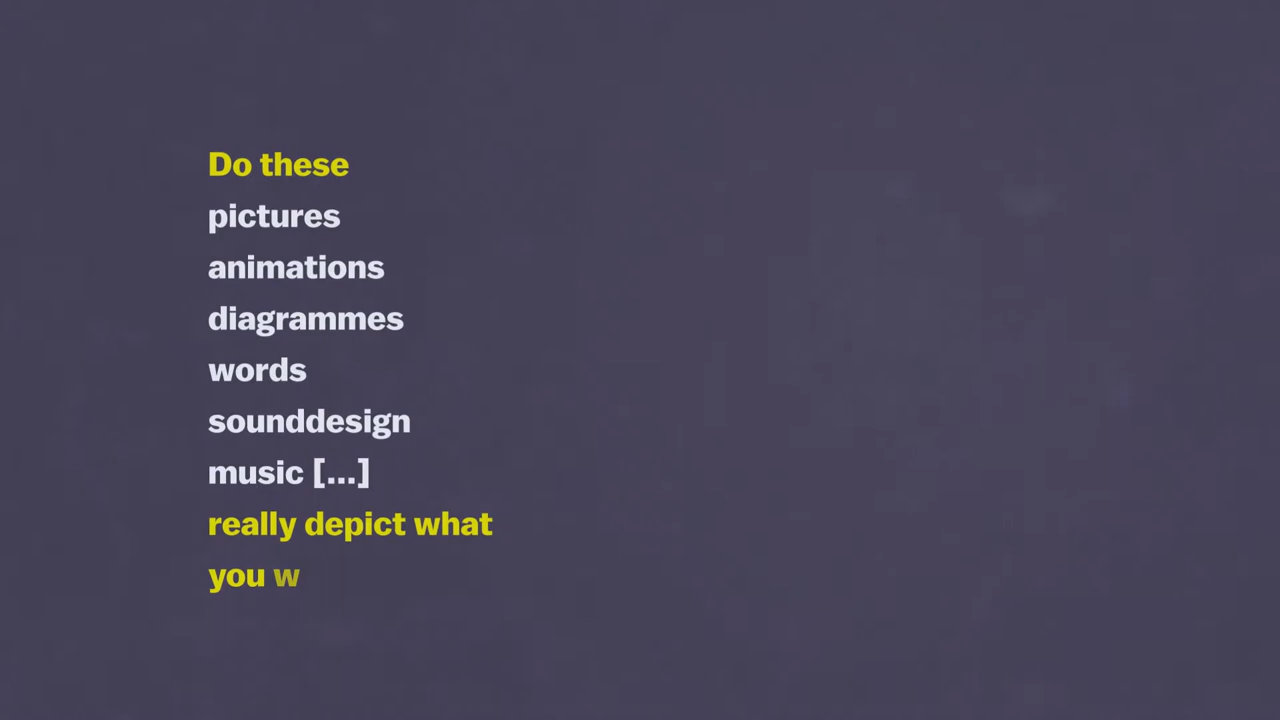 Do these
pictures
animations
diagrammes
words
sounddesign
music [...]
really depict what
you w